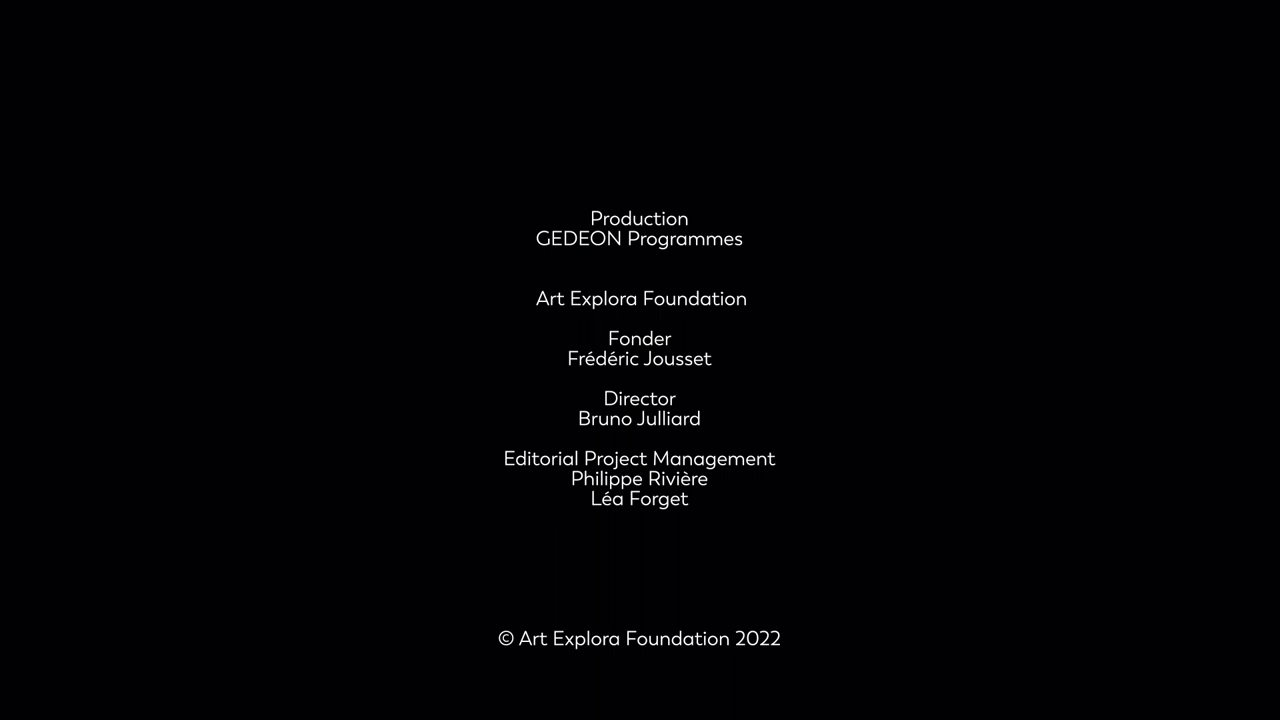 Production
GEDEON Programmes
Art Explora Foundation
Fonder
Frédéric Jousset
Director
Bruno Julliard
Editorial Project Management
Philippe Rivière
Léa Forget
© Art Explora Foundation 2022